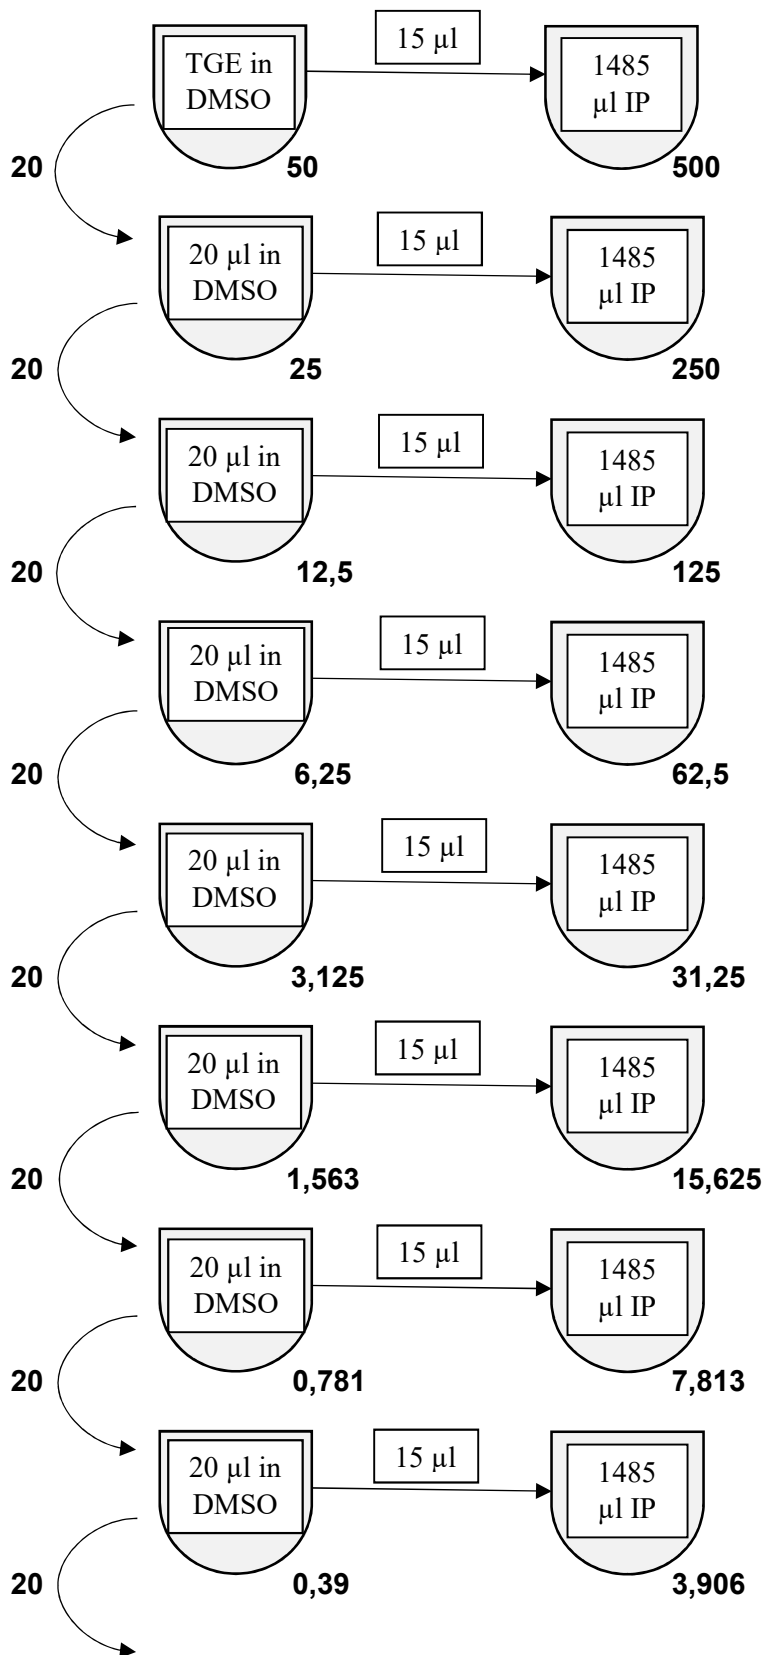 15 µl
TGE in
DMSO
1485
µl IP
20
50
500
15 µl
20 µl in
DMSO
1485
µl IP
20
25
250
15 µl
20 µl in
DMSO
1485
µl IP
20
12,5
125
15 µl
20 µl in
DMSO
1485
µl IP
20
6,25
62,5
15 µl
20 µl in
DMSO
1485
µl IP
20
3,125
31,25
15 µl
20 µl in
DMSO
1485
µl IP
20
1,563
15,625
15 µl
20 µl in
DMSO
1485
µl IP
20
0,781
7,813
15 µl
20 µl in
DMSO
1485
µl IP
20
0,39
3,906